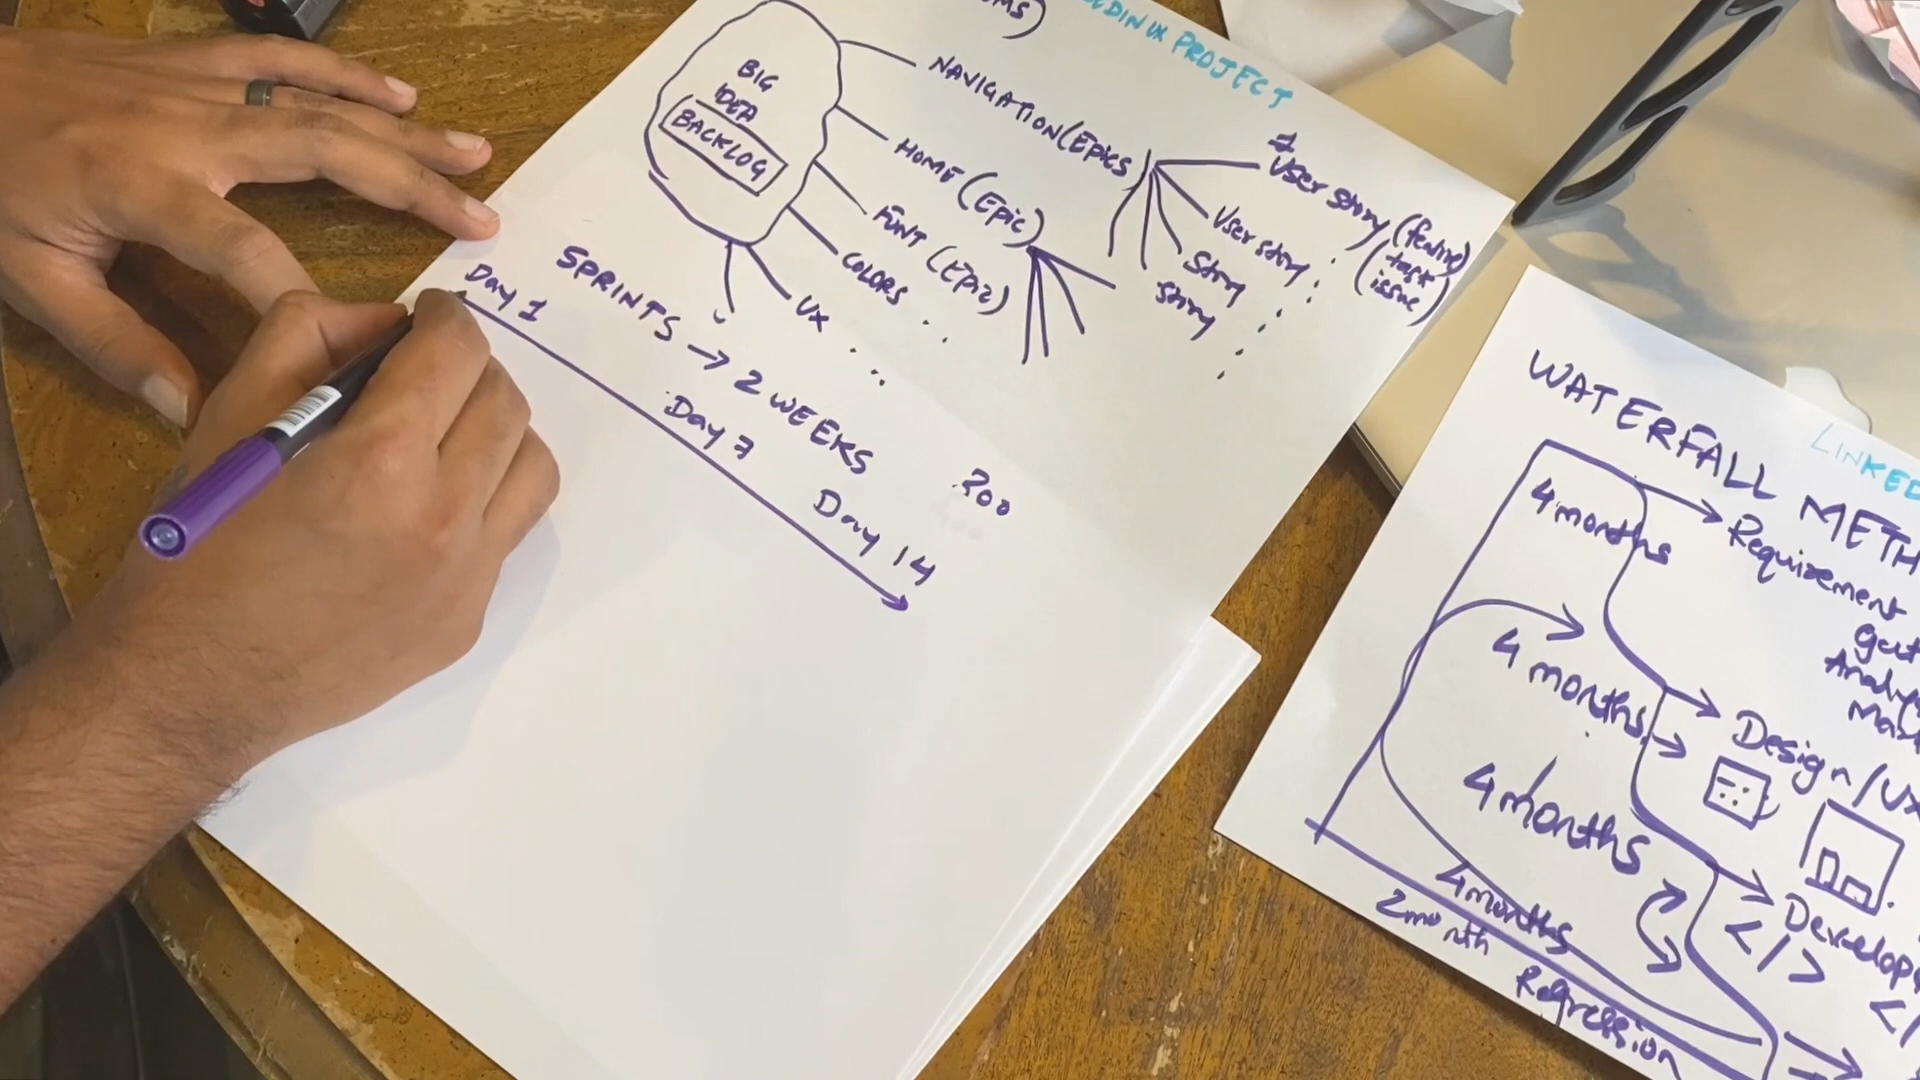 PROJECT
BIG
IDEA
BACKLOG
NAVIGATION (Epics
HOME (Epic)
FONT (Epic)
COLORS
UX
User story (feature)
task
issue)
User story
Story
story
SPRINTS → 2 WEEKS
Day 1
Day 7
Day 14
200
WATERFALL METH
LINKED
4 months
Requirement
4 months
Design/UX
4 months
Develop
</>
4 months
2 month
Regression